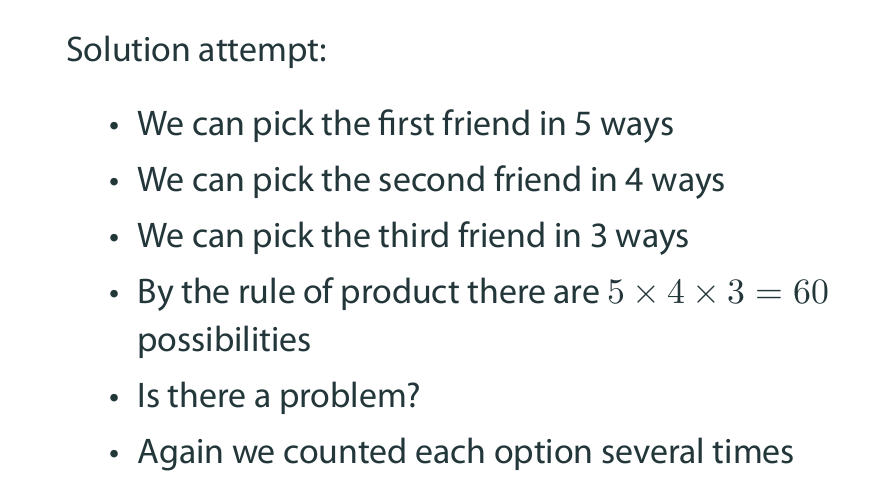 Solution attempt:
• We can pick the first friend in 5 ways
• We can pick the second friend in 4 ways
• We can pick the third friend in 3 ways
• By the rule of product there are 5 × 4 × 3 = 60
possibilities
• Is there a problem?
• Again we counted each option several times